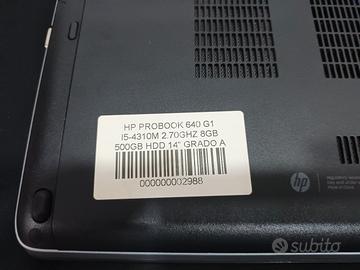 HP PROBOOK 640 G1
I5-4310M 2.70GHZ 8GB
500GB HDD 14" GRADO A
000000002988
hp
subito